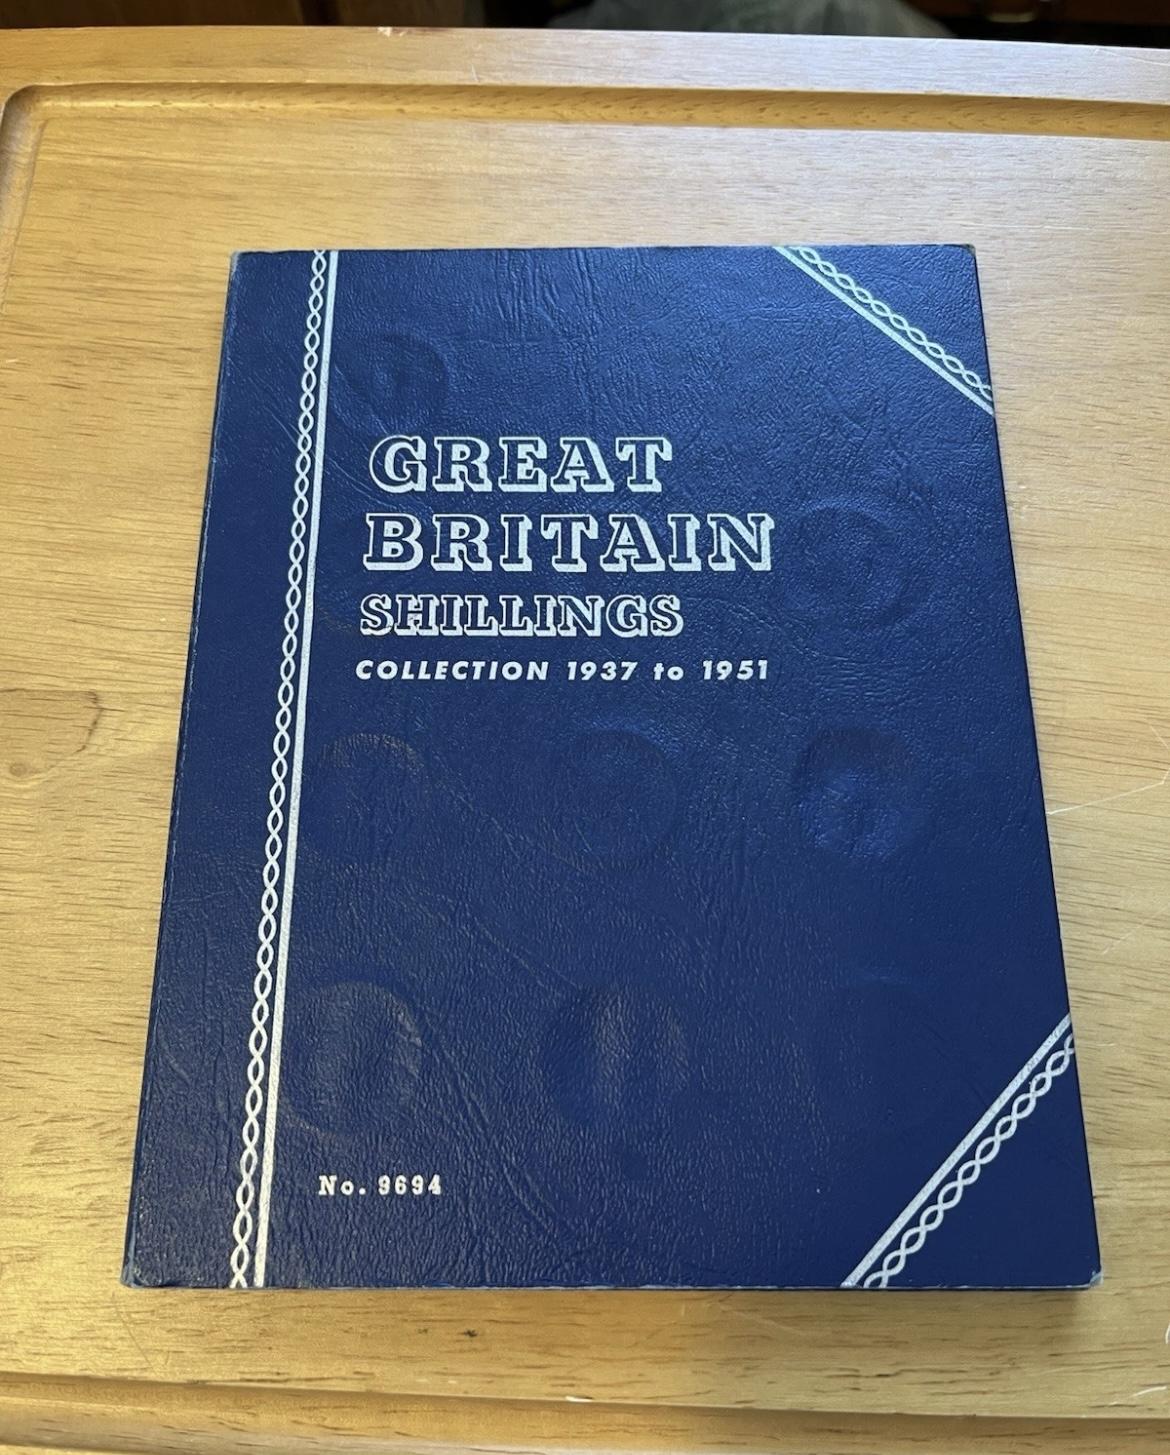 GREAT
BRITAIN
SHILLINGS
COLLECTION 1937 to 1951
No. 9694